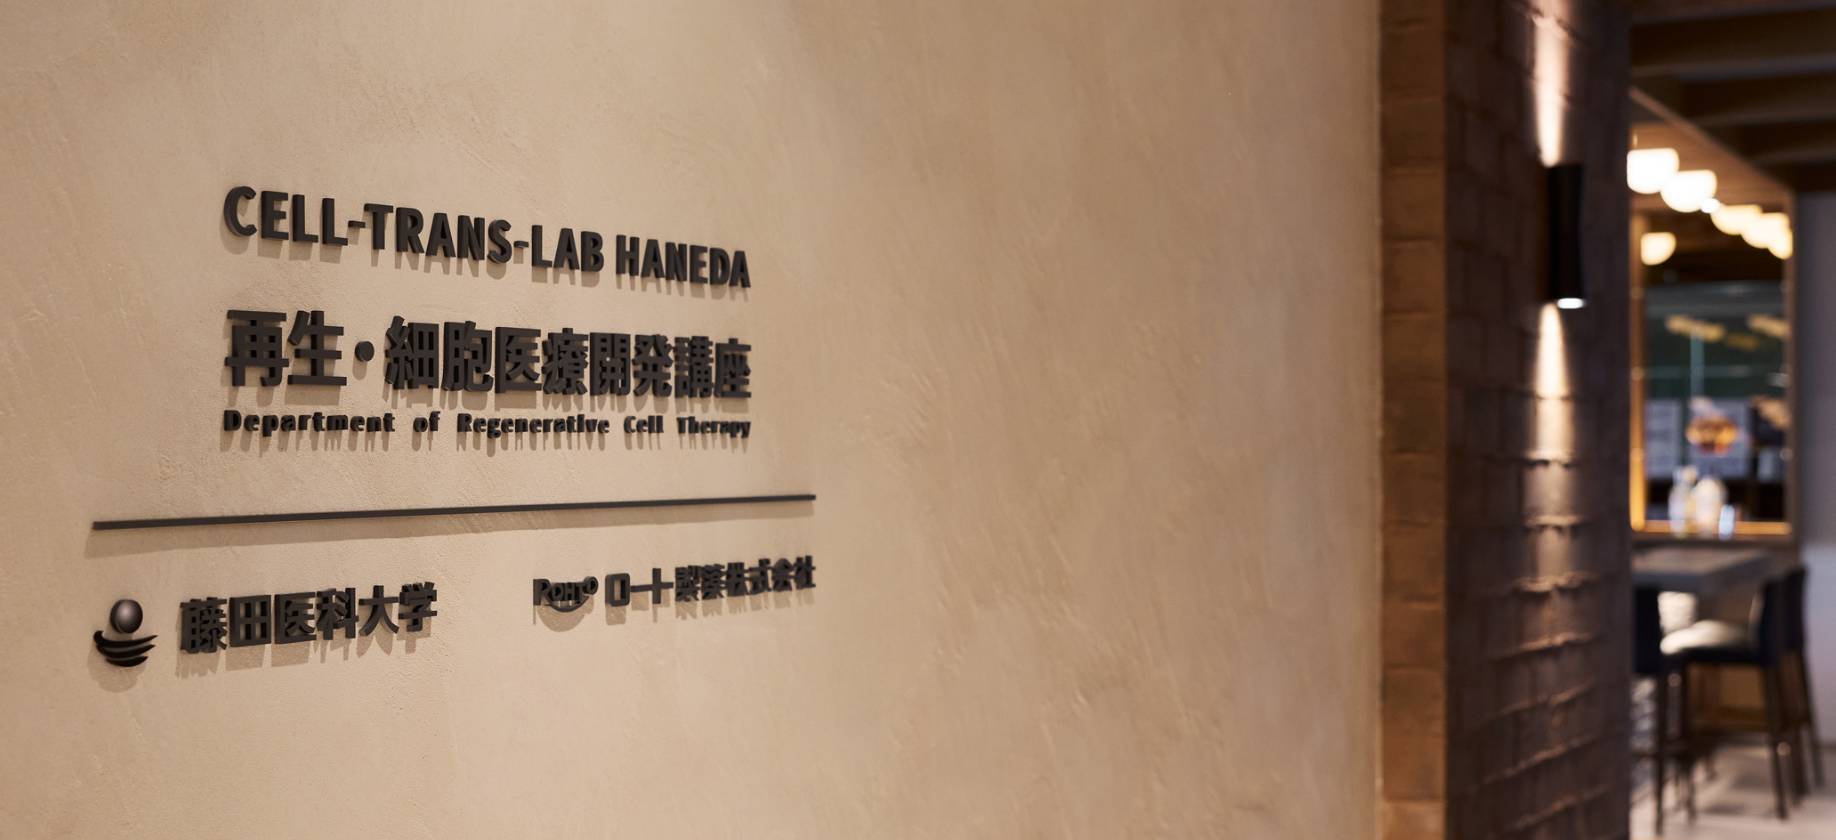 CELL-TRANS-LAB HANEDA
再生・細胞医療開発講座
Department of Regenerative Cell Therapy
藤田医科大学
ROHTO ロート製薬株式会社